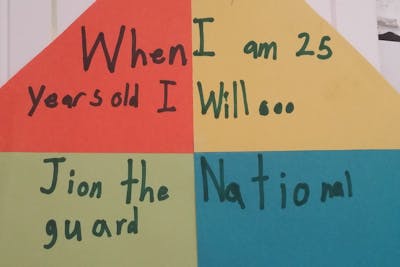 When I am 25
years old I Will...
Jion the National
guard